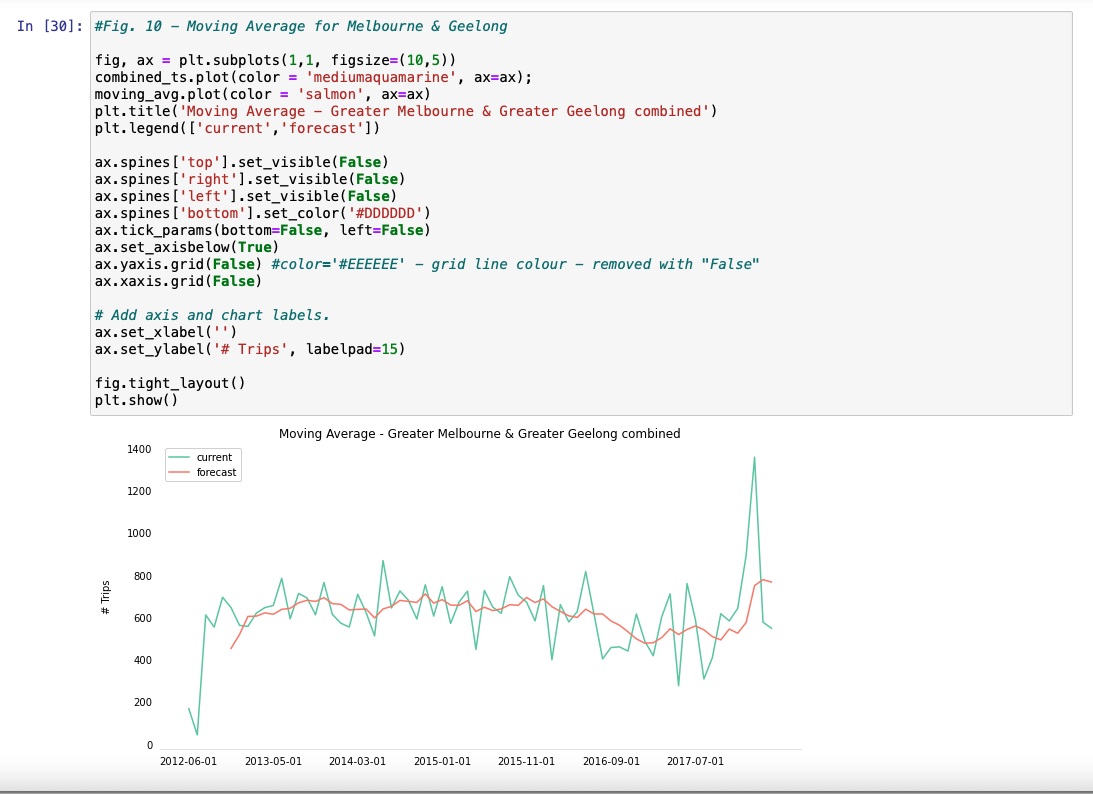 In [30]: #Fig. 10 – Moving Average for Melbourne & Geelong
fig, ax = plt.subplots(1,1, figsize=(10,5))
combined_ts.plot(color = 'mediumaquamarine', ax=ax);
moving_avg.plot(color = 'salmon', ax=ax)
plt.title('Moving Average – Greater Melbourne & Greater Geelong combined')
plt.legend(['current','forecast'])
ax.spines['top'].set_visible(False)
ax.spines['right'].set_visible(False)
ax.spines['left'].set_visible(False)
ax.spines['bottom'].set_color('#DDDDDD')
ax.tick_params(bottom=False, left=False)
ax.set_axisbelow(True)
ax.yaxis.grid(False) #color='#EEEEEE' – grid line colour – removed with "False"
ax.xaxis.grid(False)
# Add axis and chart labels.
ax.set_xlabel('')
ax.set_ylabel('# Trips', labelpad=15)
fig.tight_layout()
plt.show()
Moving Average - Greater Melbourne & Greater Geelong combined
current
forecast
1400
1200
1000
800
600
400
200
0
# Trips
2012-06-01 2013-05-01 2014-03-01 2015-01-01 2015-11-01 2016-09-01 2017-07-01